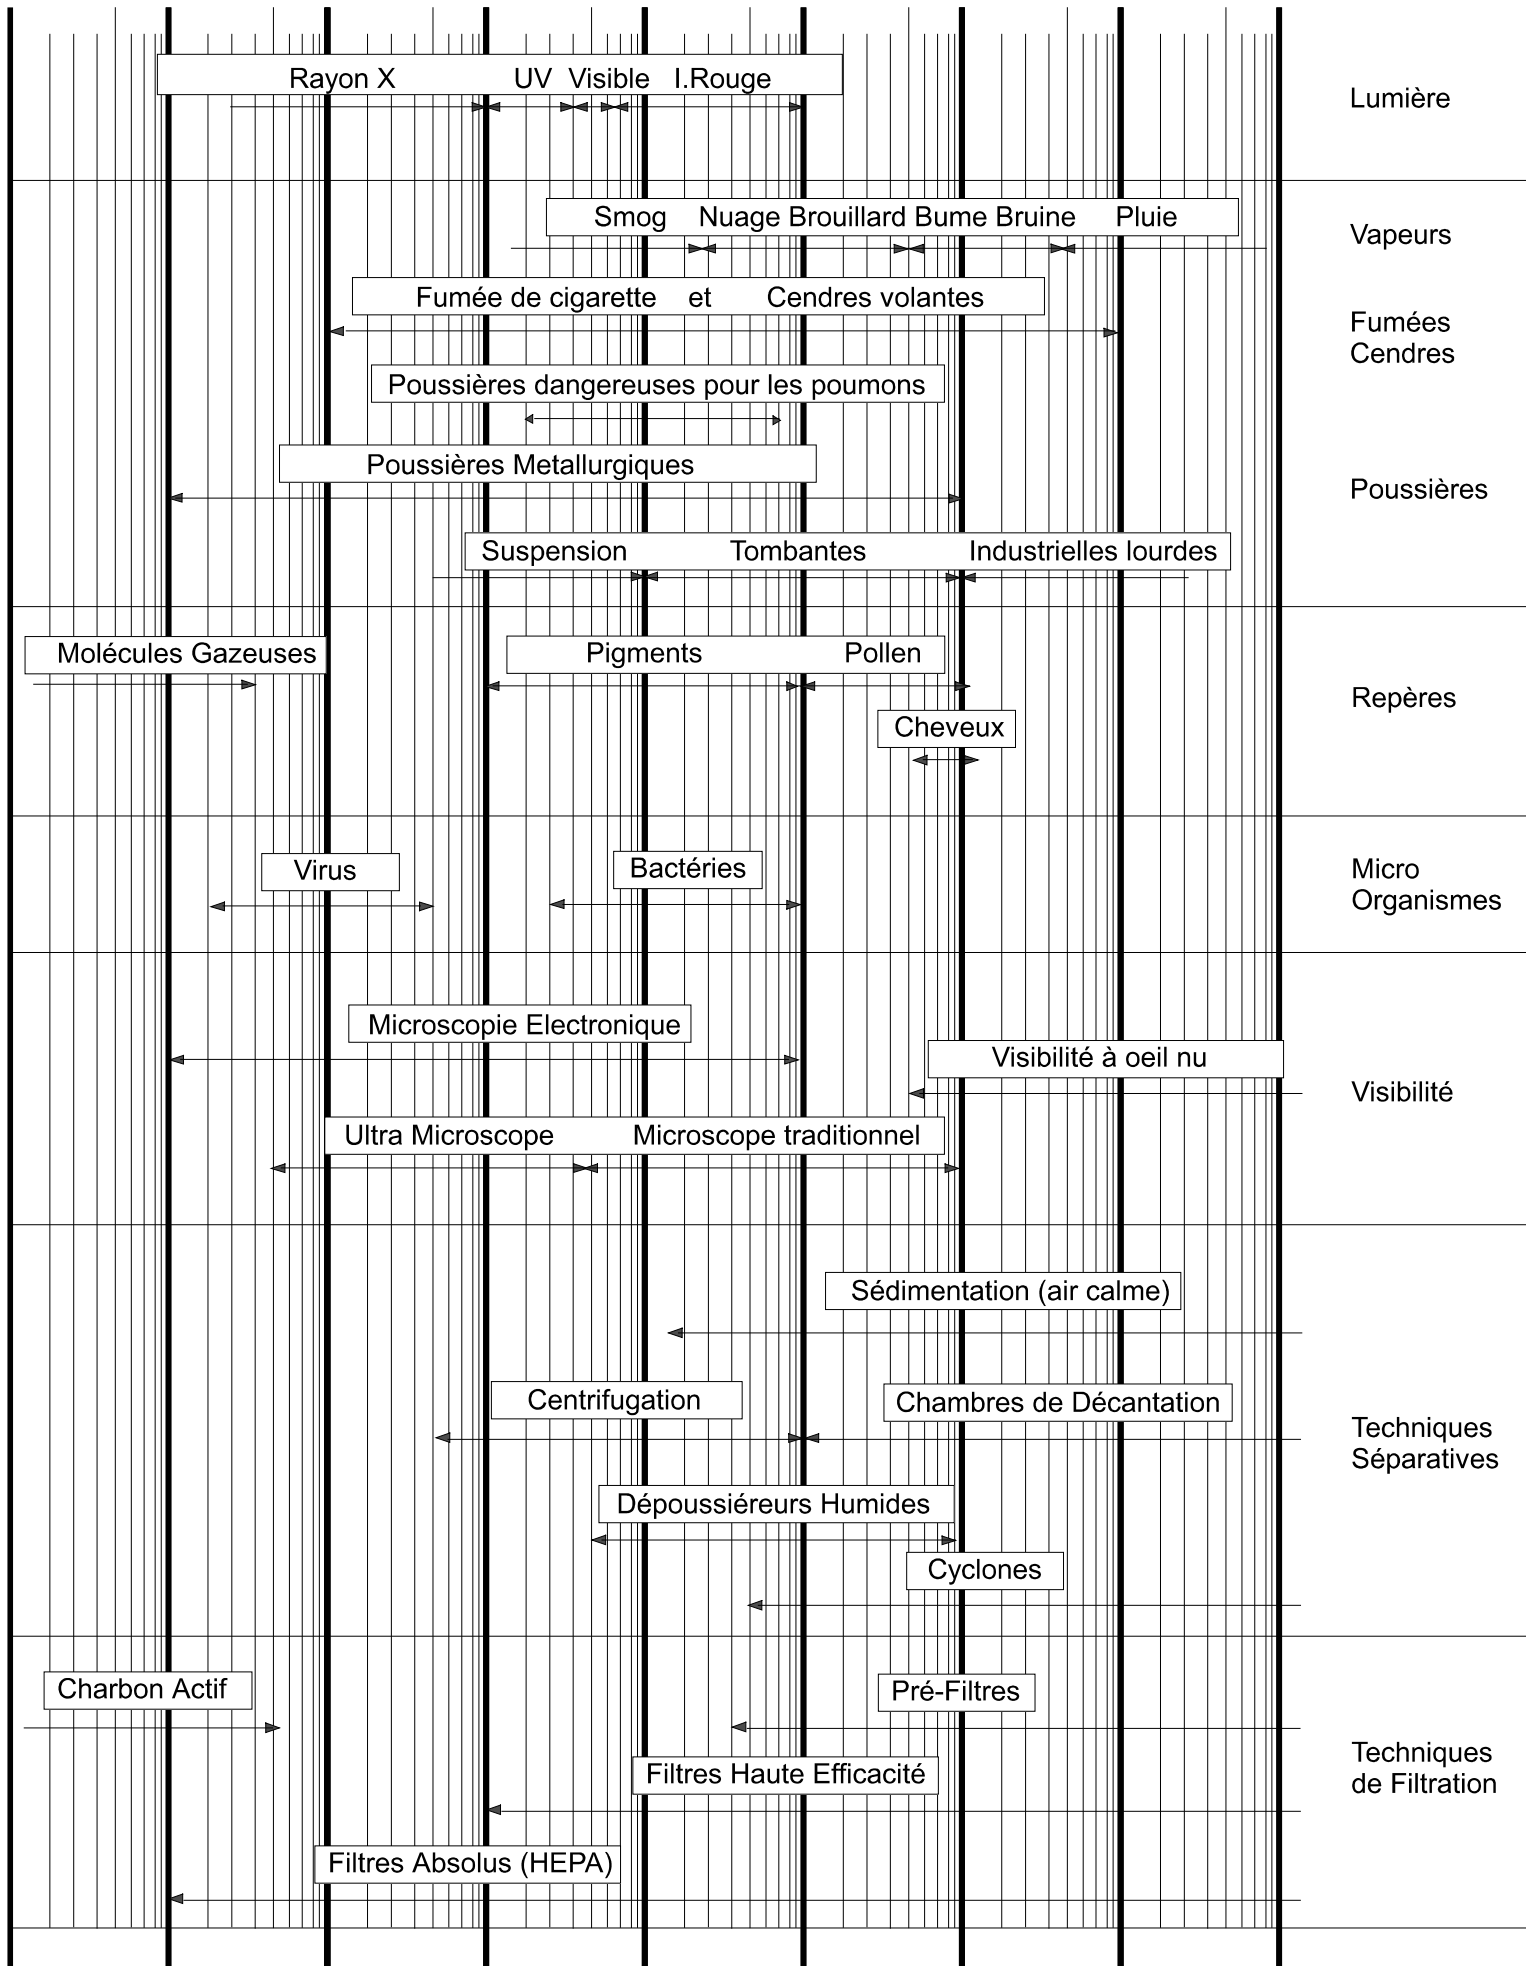 Rayon X UV Visible I.Rouge
Lumière
Smog Nuage Brouillard Bume Bruine Pluie
Vapeurs
Fumée de cigarette et Cendres volantes
Fumées
Cendres
Poussières dangereuses pour les poumons
Poussières Metallurgiques
Poussières
Suspension Tombantes Industrielles lourdes
Molécules Gazeuses Pigments Pollen
Repères
Cheveux
Virus Bactéries
Micro
Organismes
Microscopie Electronique
Visibilité à oeil nu
Visibilité
Ultra Microscope Microscope traditionnel
Sédimentation (air calme)
Centrifugation Chambres de Décantation
Techniques
Séparatives
Dépoussiéreurs Humides
Cyclones
Charbon Actif Pré-Filtres
Techniques
de Filtration
Filtres Haute Efficacité
Filtres Absolus (HEPA)